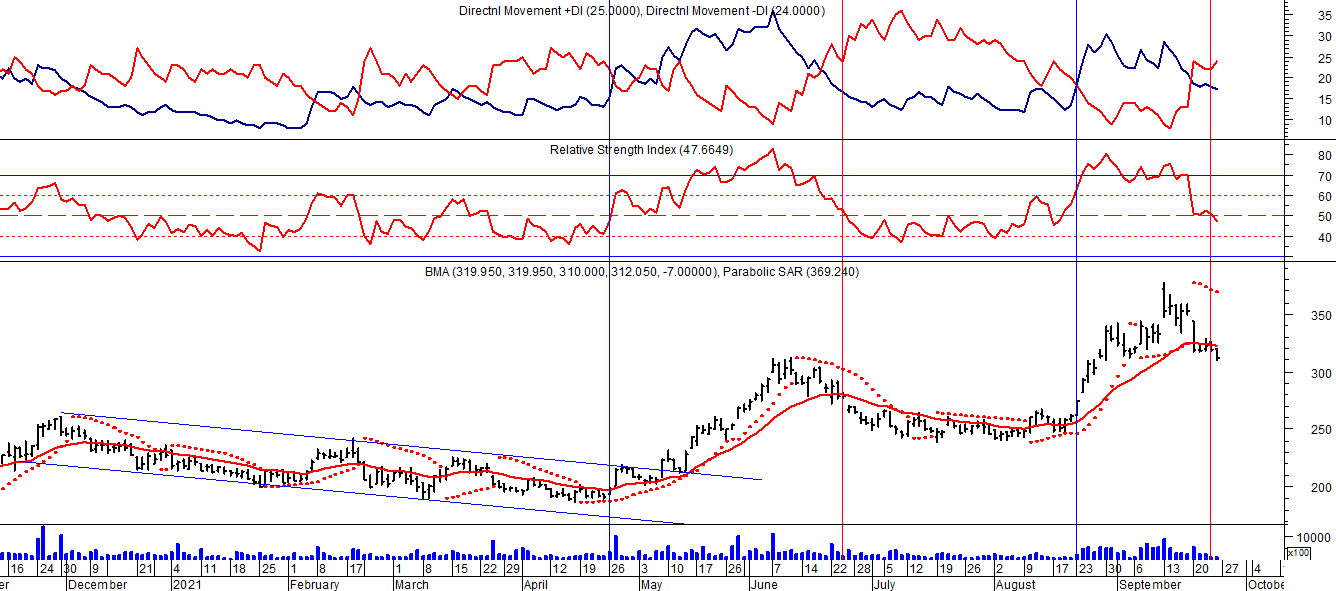 Directnl Movement +DI (25.0000), Directnl Movement -DI (24.0000)
35
30
25
20
15
10
Relative Strength Index (47.6649)
80
70
60
50
40
BMA (319.950, 319.950, 310.000, 312.050, -7.00000), Parabolic SAR (369.240)
350
300
250
200
10000
x100
16 24 30 9 21 4 11 18 25 1 8 17 1 8 15 22 29 12 19 26 3 10 17 26 7 14 22 28 5 12 19 26 2 9 17 23 30 6 13 20 27 4
er December 2021 February March April May June July August September Octobe